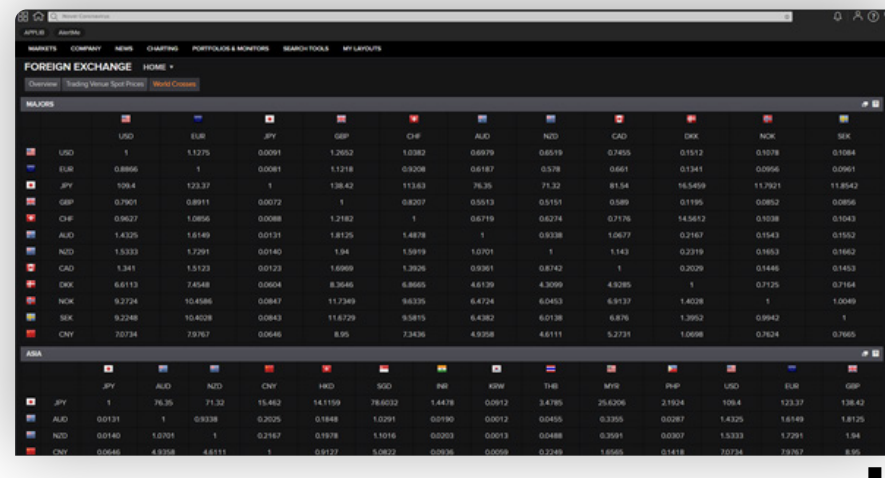 Novel Coronavirus
APPLIB AlertMe
MARKETS COMPANY NEWS CHARTING PORTFOLIOS & MONITORS SEARCH TOOLS MY LAYOUTS
FOREIGN EXCHANGE HOME
Overview Trading Venue Spot Prices World Crosses
MAJORS
USD EUR JPY GBP CHF AUD NZD CAD DKK NOK SEK
USD 1 1.1275 0.0091 1.2652 1.0382 0.6979 0.6519 0.7455 0.1512 0.1078 0.1084
EUR 0.8866 1 0.0081 1.1218 0.9208 0.6187 0.578 0.661 0.1341 0.0956 0.0961
JPY 109.4 123.37 1 138.42 113.63 76.35 71.32 81.54 16.5459 11.7921 11.8542
GBP 0.7901 0.8911 0.0072 1 0.8207 0.5513 0.5151 0.589 0.1195 0.0852 0.0856
CHF 0.9627 1.0856 0.0088 1.2182 1 0.6719 0.6274 0.7176 14.5612 0.1038 0.1043
AUD 1.4325 1.6149 0.0131 1.8125 1.4878 1 0.9338 1.0677 0.2167 0.1543 0.1552
NZD 1.5333 1.7291 0.0140 1.94 1.5919 1.0701 1 1.143 0.2319 0.1653 0.1662
CAD 1.341 1.5123 0.0123 1.6969 1.3926 0.9361 0.8742 1 0.2029 0.1446 0.1453
DKK 6.6113 7.4548 0.0604 8.3646 6.8665 4.6139 4.3099 4.9285 1 0.7125 0.7164
NOK 9.2724 10.4586 0.0847 11.7349 9.6335 6.4724 6.0453 6.9137 1.4028 1 1.0049
SEK 9.2248 10.4028 0.0843 11.6729 9.5815 6.4382 6.0138 6.876 1.3952 0.9942 1
CNY 7.0734 7.9767 0.0646 8.95 7.3436 4.9358 4.6111 5.2731 1.0698 0.7624 0.7665
ASIA
JPY AUD NZD CNY HKD SGD INR KRW THB MYR PHP USD EUR GBP
JPY 1 76.35 71.32 15.462 14.1159 78.6032 1.4478 0.0912 3.4785 25.6206 2.1924 109.4 123.37 138.42
AUD 0.0131 1 0.9338 0.2025 0.1848 1.0291 0.0190 0.0012 0.0455 0.3355 0.0287 1.4325 1.6149 1.8125
NZD 0.0140 1.0701 1 0.2167 0.1978 1.1016 0.0203 0.0013 0.0488 0.3591 0.0307 1.5333 1.7291 1.94
CNY 0.0646 4.9358 4.6111 1 0.9127 5.0822 0.0936 0.0059 0.2249 1.6565 0.1418 7.0734 7.9767 8.95